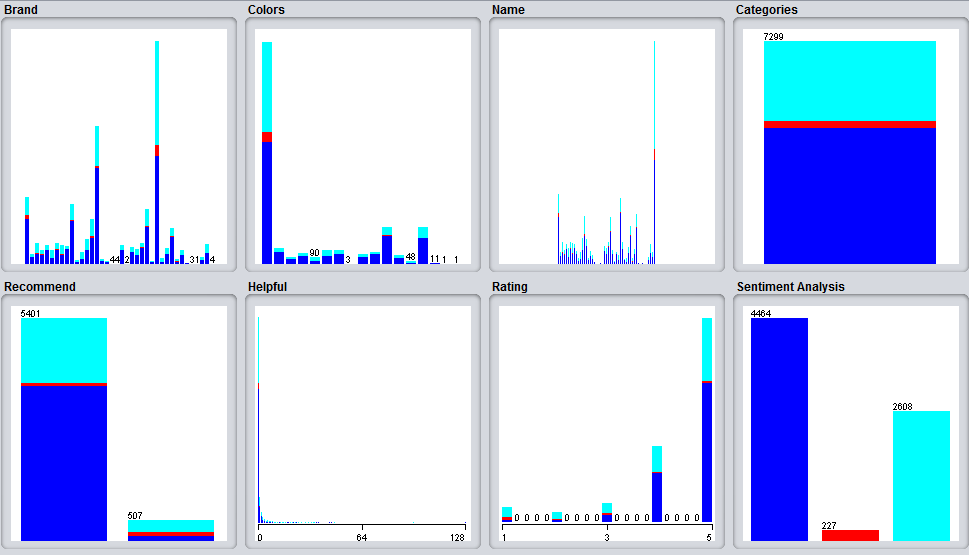 Brand
44 2 31 4
Colors
90 3 48 11 1 1
Name
Categories
7299
Recommend
5401
507
Helpful
0 64 128
Rating
0 0 0 0 0 0 0 0 0 0 0 0 0 0 0 0
1 3 5
Sentiment Analysis
4464
227
2608